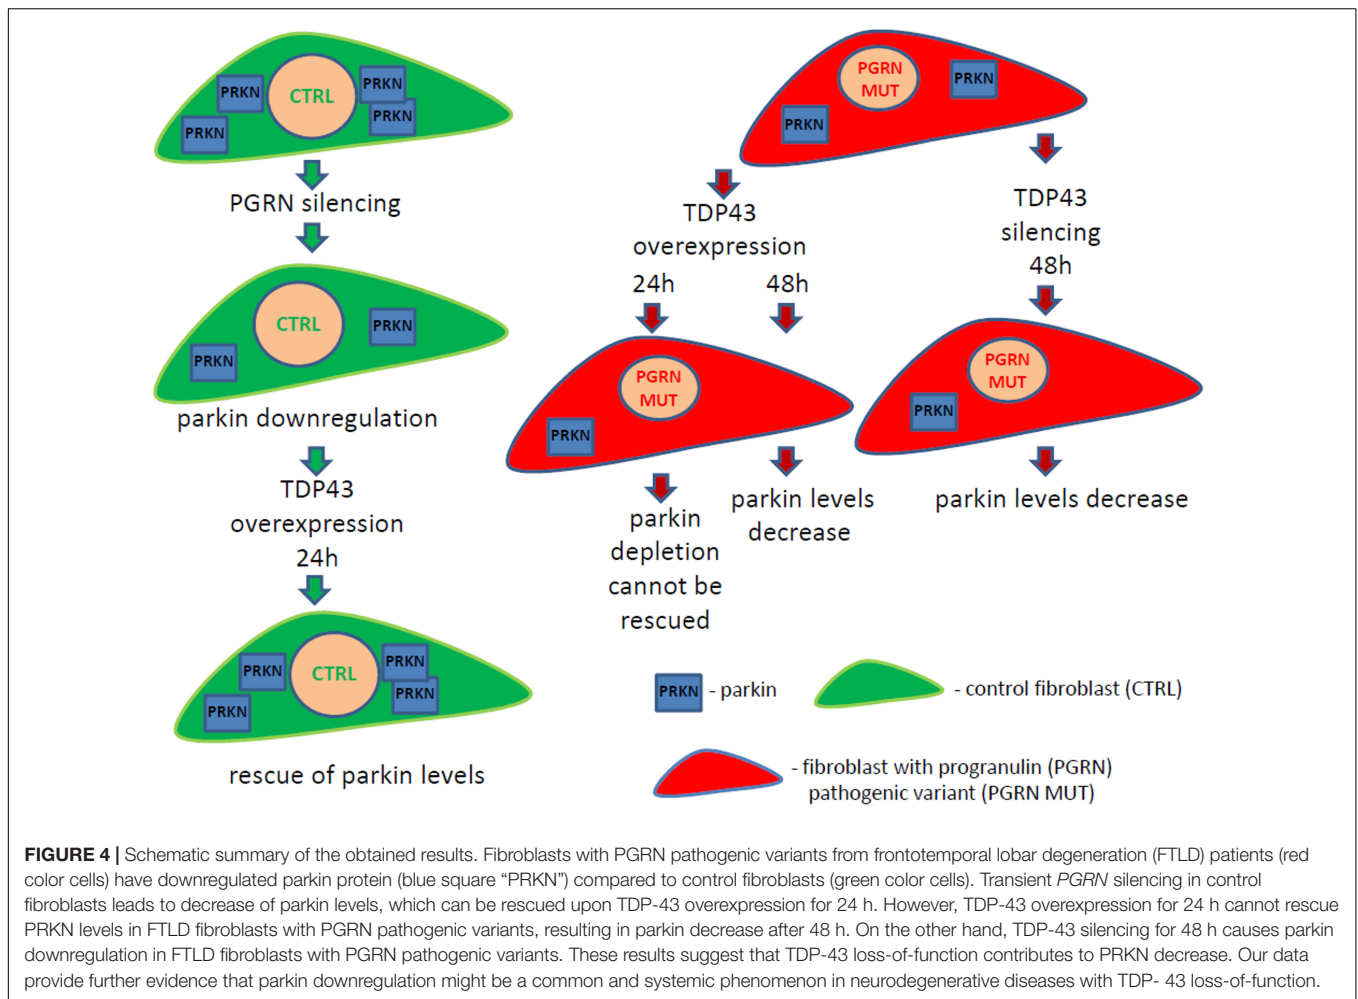 PRKN
PRKN
CTRL
PRKN
PRKN
PGRN silencing
CTRL
PRKN
PRKN
parkin downregulation
TDP43
overexpression
24h
PRKN
PRKN
CTRL
PRKN
PRKN
rescue of parkin levels
PGRN
MUT
PRKN
PRKN
TDP43
overexpression
24h
48h
PGRN
MUT
PRKN
parkin
depletion
cannot be
rescued
parkin levels
decrease
TDP43
silencing
48h
PGRN
MUT
PRKN
parkin levels decrease
PRKN - parkin
- control fibroblast (CTRL)
- fibroblast with progranulin (PGRN)
pathogenic variant (PGRN MUT)
FIGURE 4 | Schematic summary of the obtained results. Fibroblasts with PGRN pathogenic variants from frontotemporal lobar degeneration (FTLD) patients (red
color cells) have downregulated parkin protein (blue square “PRKN”) compared to control fibroblasts (green color cells). Transient PGRN silencing in control
fibroblasts leads to decrease of parkin levels, which can be rescued upon TDP-43 overexpression for 24 h. However, TDP-43 overexpression for 24 h cannot rescue
PRKN levels in FTLD fibroblasts with PGRN pathogenic variants, resulting in parkin decrease after 48 h. On the other hand, TDP-43 silencing for 48 h causes parkin
downregulation in FTLD fibroblasts with PGRN pathogenic variants. These results suggest that TDP-43 loss-of-function contributes to PRKN decrease. Our data
provide further evidence that parkin downregulation might be a common and systemic phenomenon in neurodegenerative diseases with TDP- 43 loss-of-function.